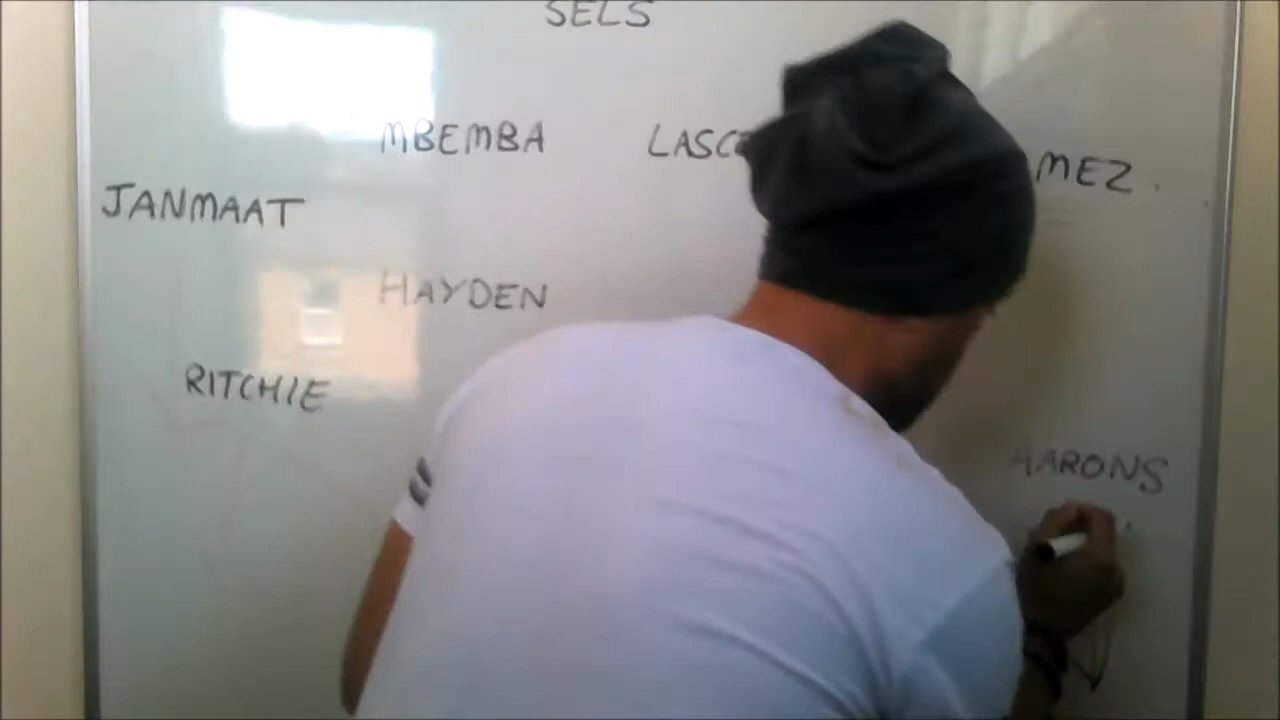 SELS
MBEMBA LASC MEZ
JANMAAT
HAYDEN
RITCHIE
AARONS